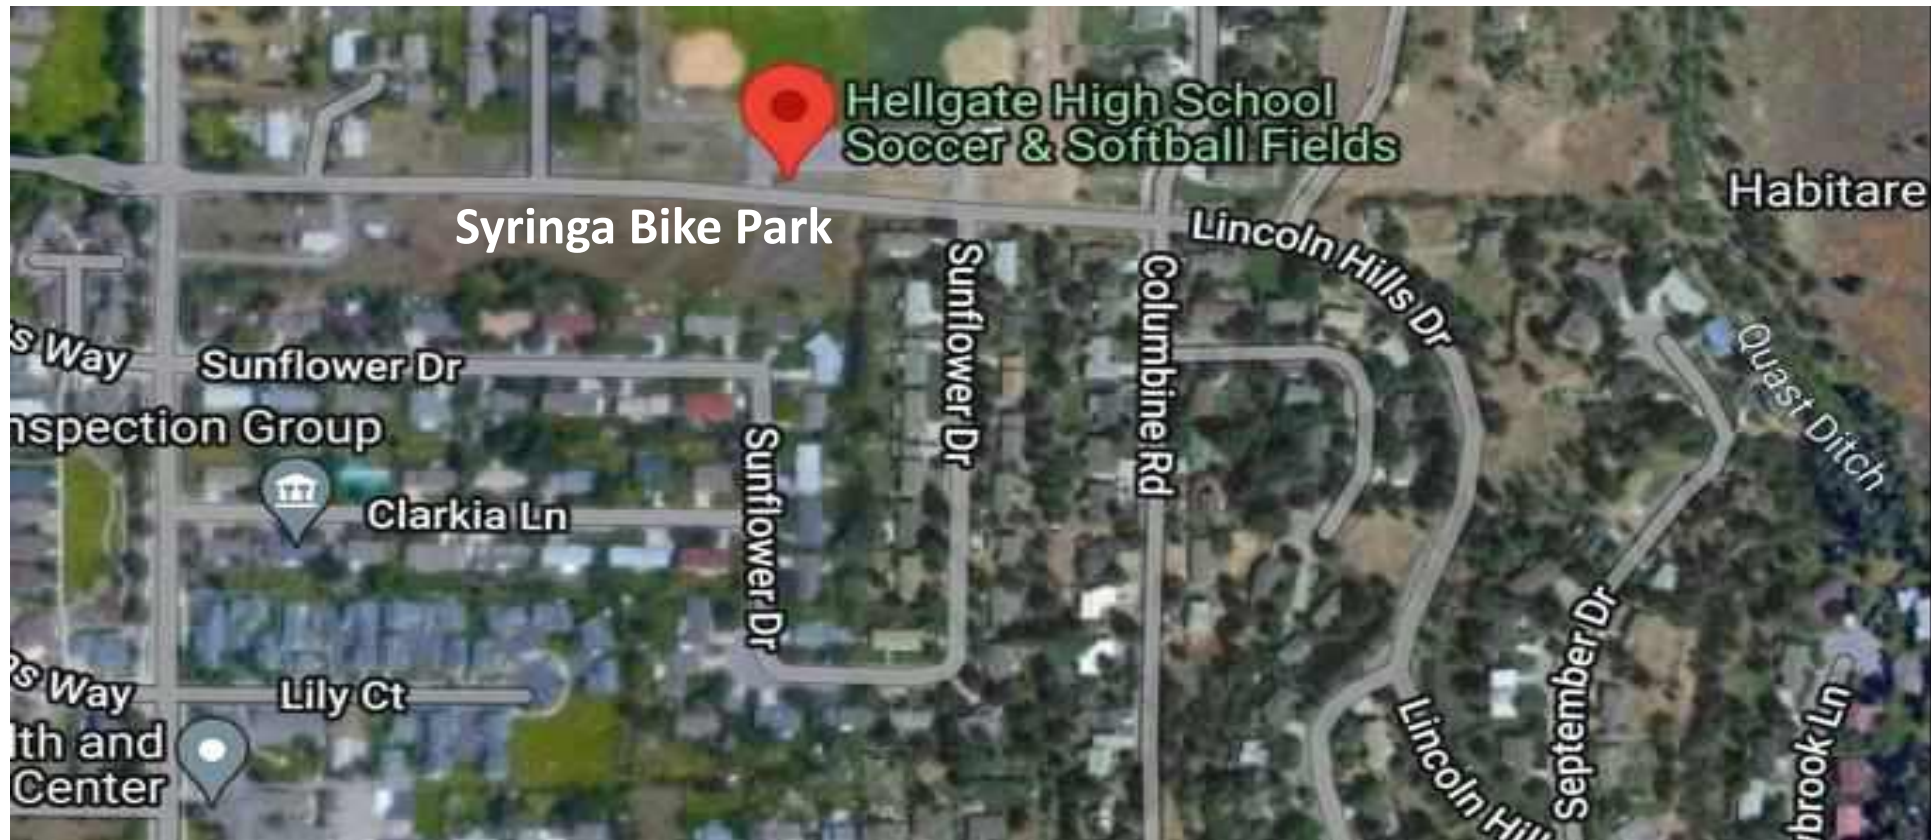 Hellgate High School
Soccer & Softball Fields
Habitare
Syringa Bike Park
Lincoln Hills Dr
Sunflower Dr
Columbine Rd
s Way
Sunflower Dr
Quast Ditch
nspection Group
Sunflower Dr
Clarkia Ln
September Dr
s Way
Lily Ct
Lincoln Hill
brook Ln
lth and
Center